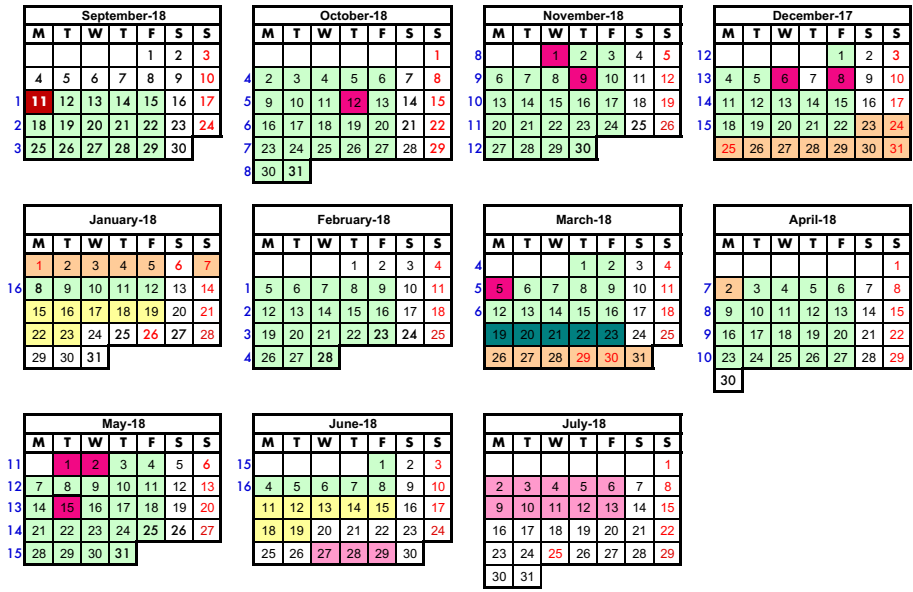 September-18
M T W T F S S
1 2 3
4 5 6 7 8 9 10
1 11 12 13 14 15 16 17
2 18 19 20 21 22 23 24
3 25 26 27 28 29 30
October-18
M T W T F S S
1
4 2 3 4 5 6 7 8
5 9 10 11 12 13 14 15
6 16 17 18 19 20 21 22
7 23 24 25 26 27 28 29
8 30 31
November-18
M T W T F S S
8 1 2 3 4 5
9 6 7 8 9 10 11 12
10 13 14 15 16 17 18 19
11 20 21 22 23 24 25 26
12 27 28 29 30
December-17
M T W T F S S
12 1 2 3
13 4 5 6 7 8 9 10
14 11 12 13 14 15 16 17
15 18 19 20 21 22 23 24
25 26 27 28 29 30 31
January-18
M T W T F S S
1 2 3 4 5 6 7
16 8 9 10 11 12 13 14
15 16 17 18 19 20 21
22 23 24 25 26 27 28
29 30 31
February-18
M T W T F S S
1 2 3 4
1 5 6 7 8 9 10 11
2 12 13 14 15 16 17 18
3 19 20 21 22 23 24 25
4 26 27 28
March-18
M T W T F S S
4 1 2 3 4
5 5 6 7 8 9 10 11
6 12 13 14 15 16 17 18
19 20 21 22 23 24 25
26 27 28 29 30 31
April-18
M T W T F S S
1
7 2 3 4 5 6 7 8
8 9 10 11 12 13 14 15
9 16 17 18 19 20 21 22
10 23 24 25 26 27 28 29
30
May-18
M T W T F S S
11 1 2 3 4 5 6
12 7 8 9 10 11 12 13
13 14 15 16 17 18 19 20
14 21 22 23 24 25 26 27
15 28 29 30 31
June-18
M T W T F S S
15 1 2 3
16 4 5 6 7 8 9 10
11 12 13 14 15 16 17
18 19 20 21 22 23 24
25 26 27 28 29 30
July-18
M T W T F S S
1
2 3 4 5 6 7 8
9 10 11 12 13 14 15
16 17 18 19 20 21 22
23 24 25 26 27 28 29
30 31